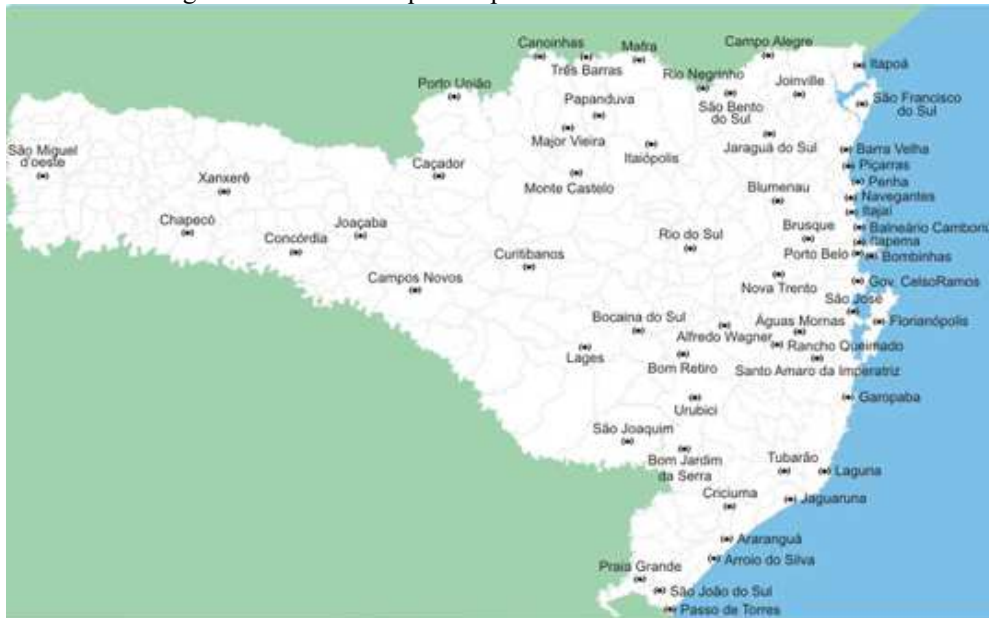 Canoinhas
Mafra
Campo Alegre
Itapoá
Três Barras
Rio Negrinho
Joinville
Porto União
Papanduva
São Bento
do Sul
São Francisco
do Sul
Major Vieira
Itaiópolis
Jaraguá do Sul
Barra Velha
São Miguel
d'oeste
Caçador
Piçarras
Xanxerê
Monte Castelo
Penha
Blumenau
Navegantes
Itajaí
Chapecó
Joaçaba
Brusque
Balneário Camboriú
Concórdia
Rio do Sul
Itapema
Curitibanos
Porto Belo
Bombinhas
Campos Novos
Nova Trento
Gov. CelsoRamos
São José
Bocaina do Sul
Águas Mornas
Florianópolis
Alfredo Wagner
Rancho Queimado
Lages
Bom Retiro
Santo Amaro da Imperatriz
Urubici
Garopaba
São Joaquim
Bom Jardim
da Serra
Tubarão
Laguna
Criciuma
Jaguaruna
Araranguá
Arroio do Silva
Praia Grande
São João do Sul
Passo de Torres